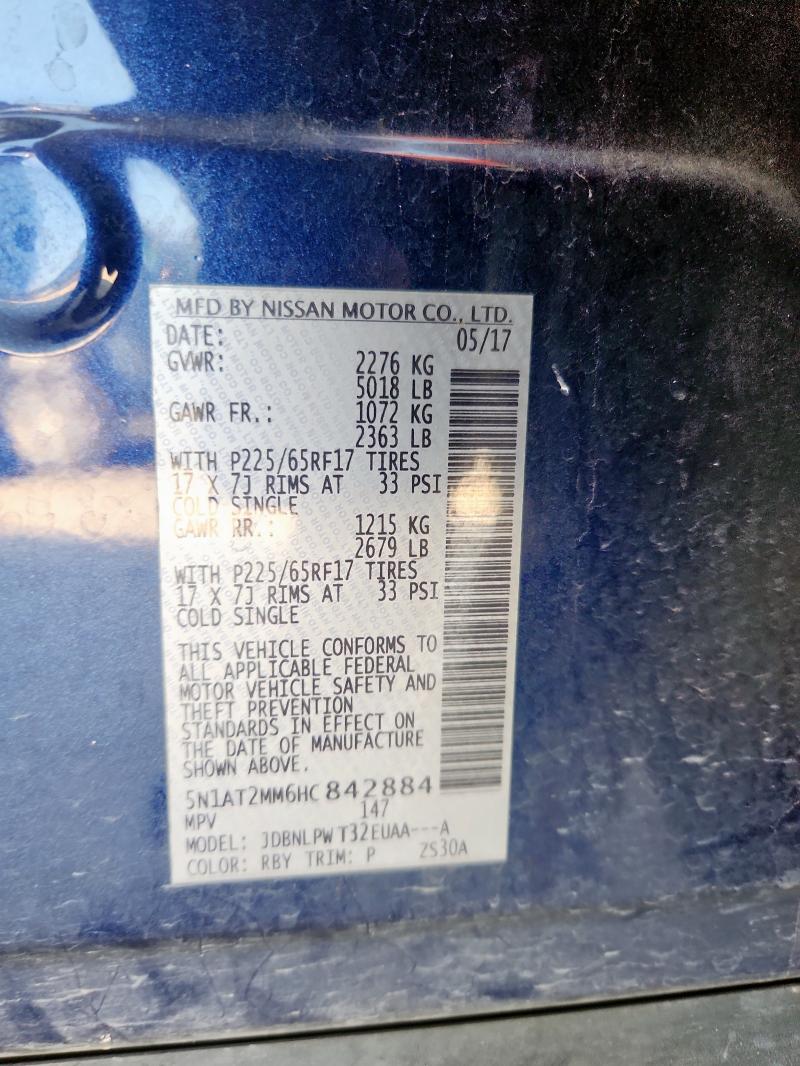 MFD BY NISSAN MOTOR CO., LTD.
DATE: 05/17
GVWR: 2276 KG
5018 LB
GAWR FR.: 1072 KG
2363 LB
WITH P225/65RF17 TIRES
17 X 7J RIMS AT 33 PSI
COLD SINGLE
GAWR RR.: 1215 KG
2679 LB
WITH P225/65RF17 TIRES
17 X 7J RIMS AT 33 PSI
COLD SINGLE
THIS VEHICLE CONFORMS TO
ALL APPLICABLE FEDERAL
MOTOR VEHICLE SAFETY AND
THEFT PREVENTION
STANDARDS IN EFFECT ON
THE DATE OF MANUFACTURE
SHOWN ABOVE.
5N1AT2MM6HC842884
MPV 147
MODEL: JDBNLPW T32EUAA---A
COLOR: RBY TRIM: P ZS30A